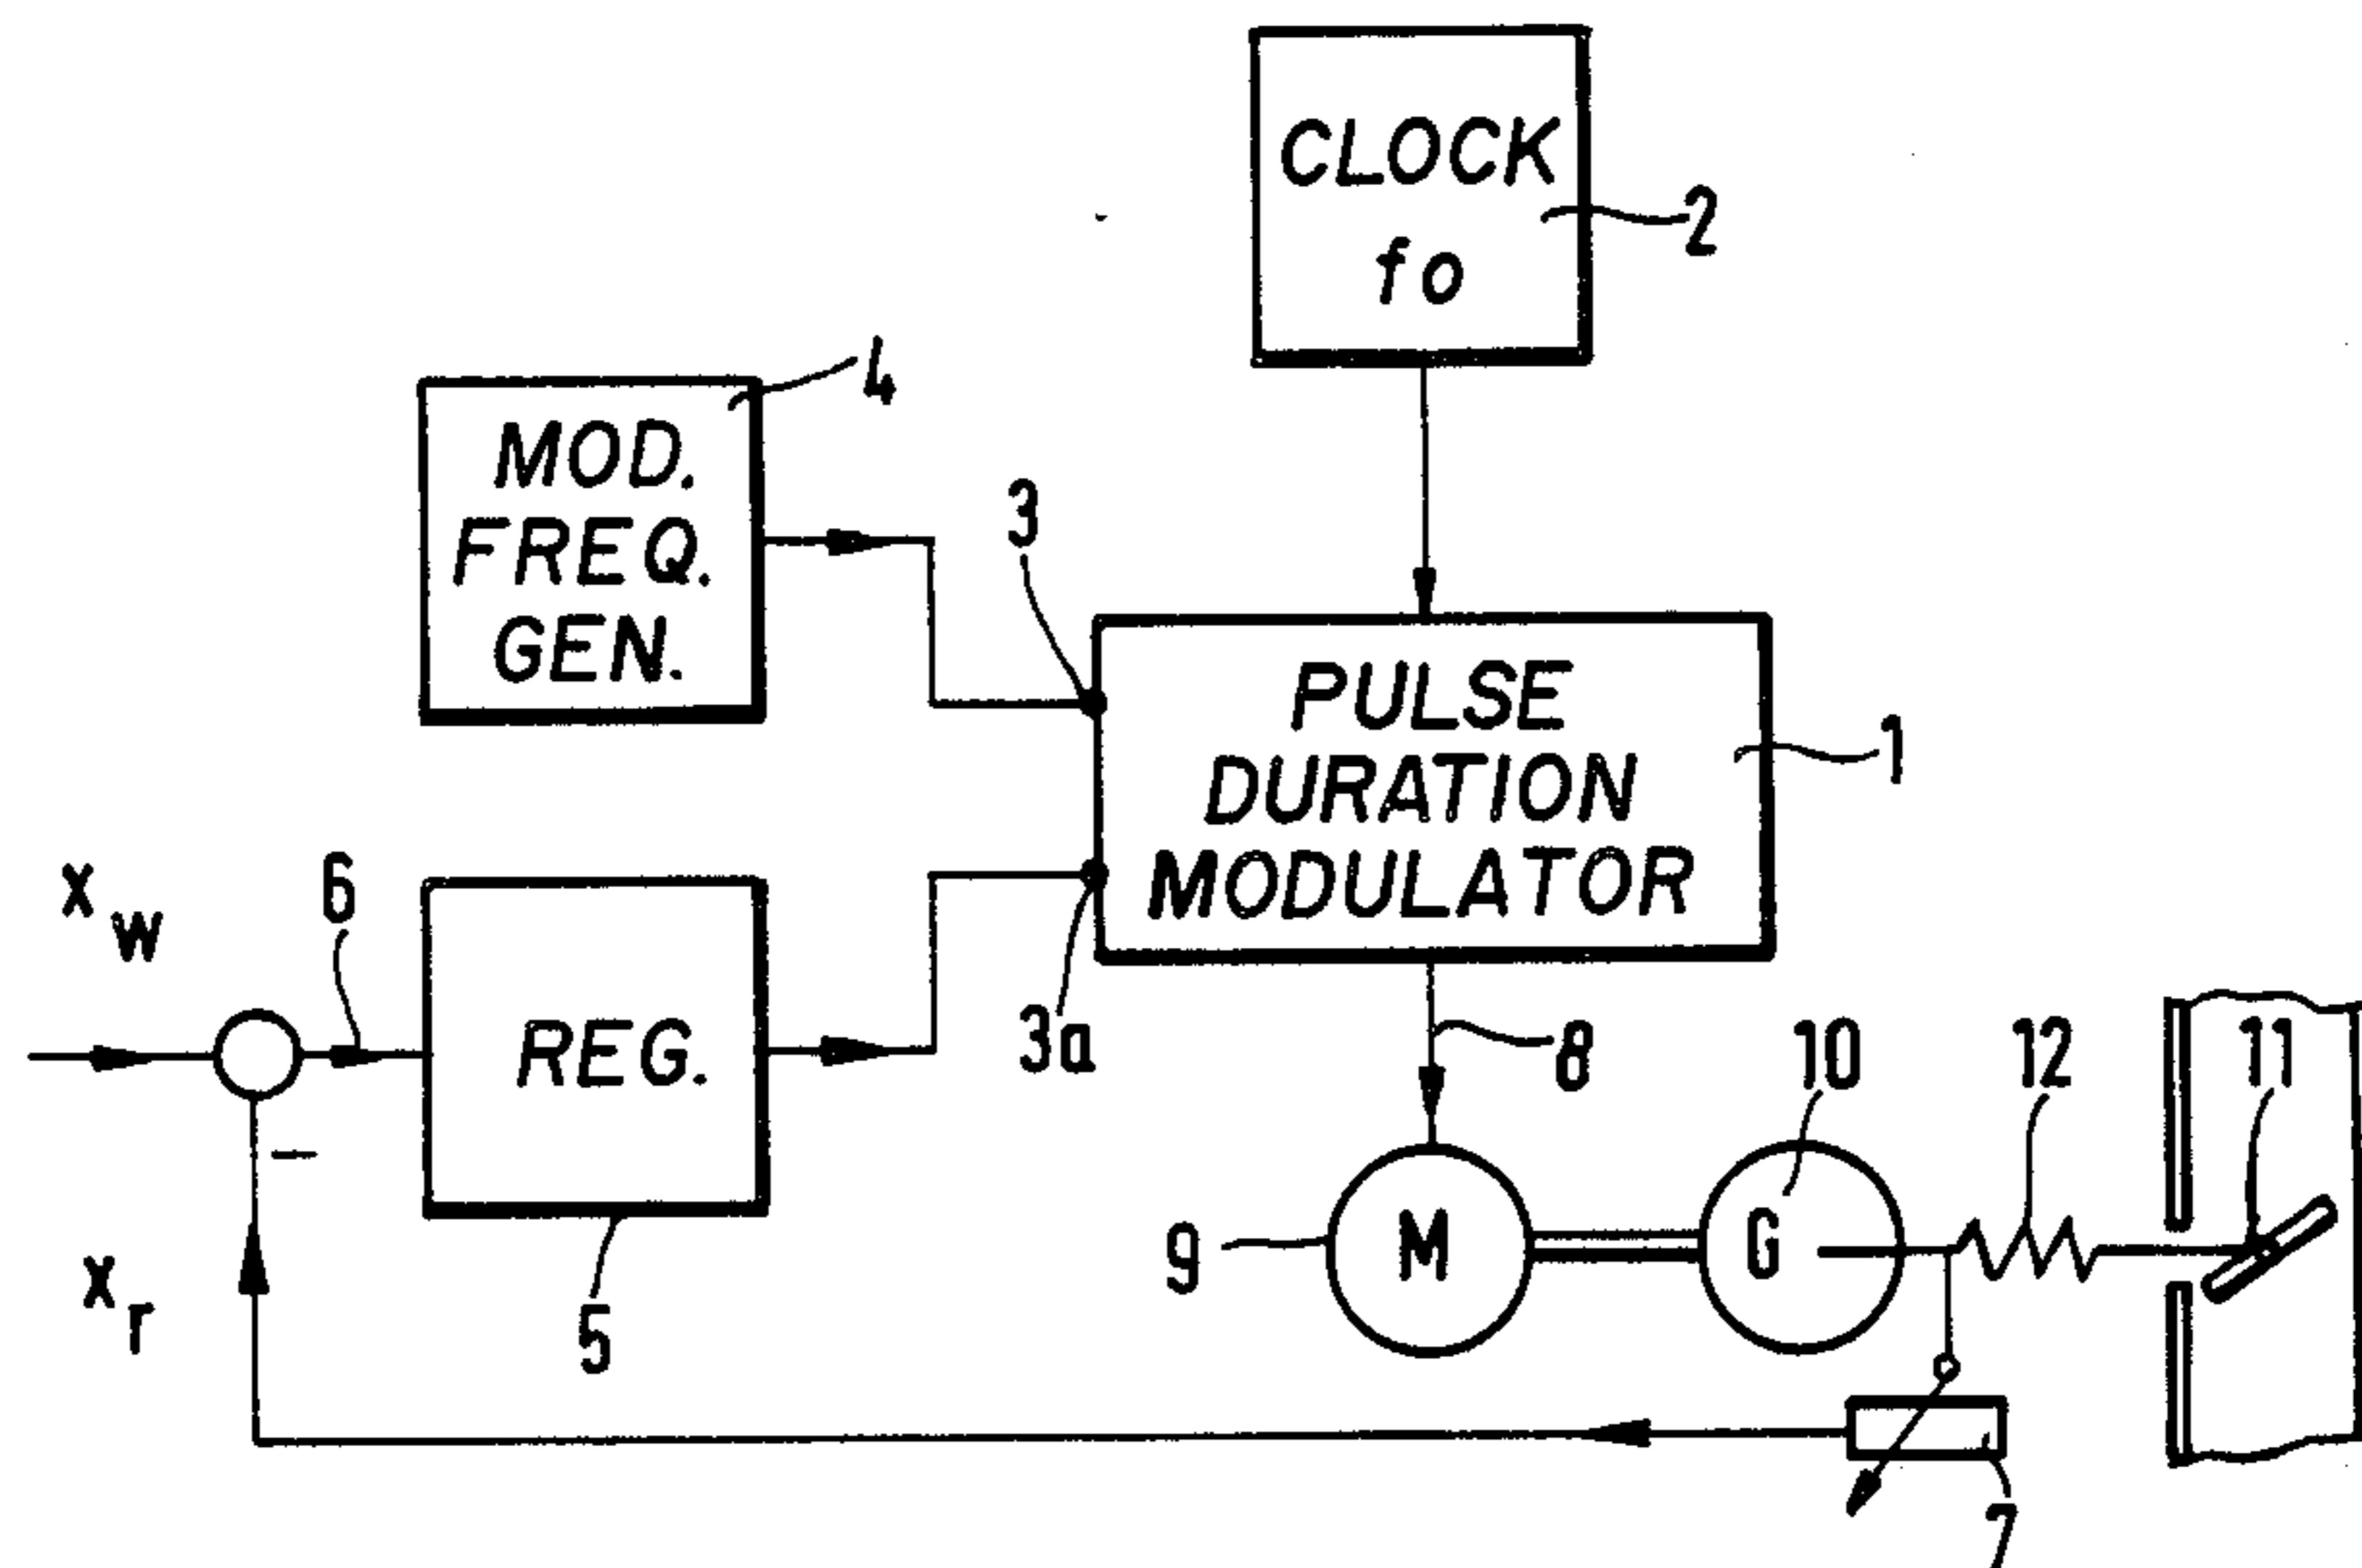 CLOCK
fo
2
4
MOD.
FREQ.
GEN.
3
PULSE
DURATION
MODULATOR
1
x w
6
REG.
3a
8
10
12
11
9
M
G
x r
5
7